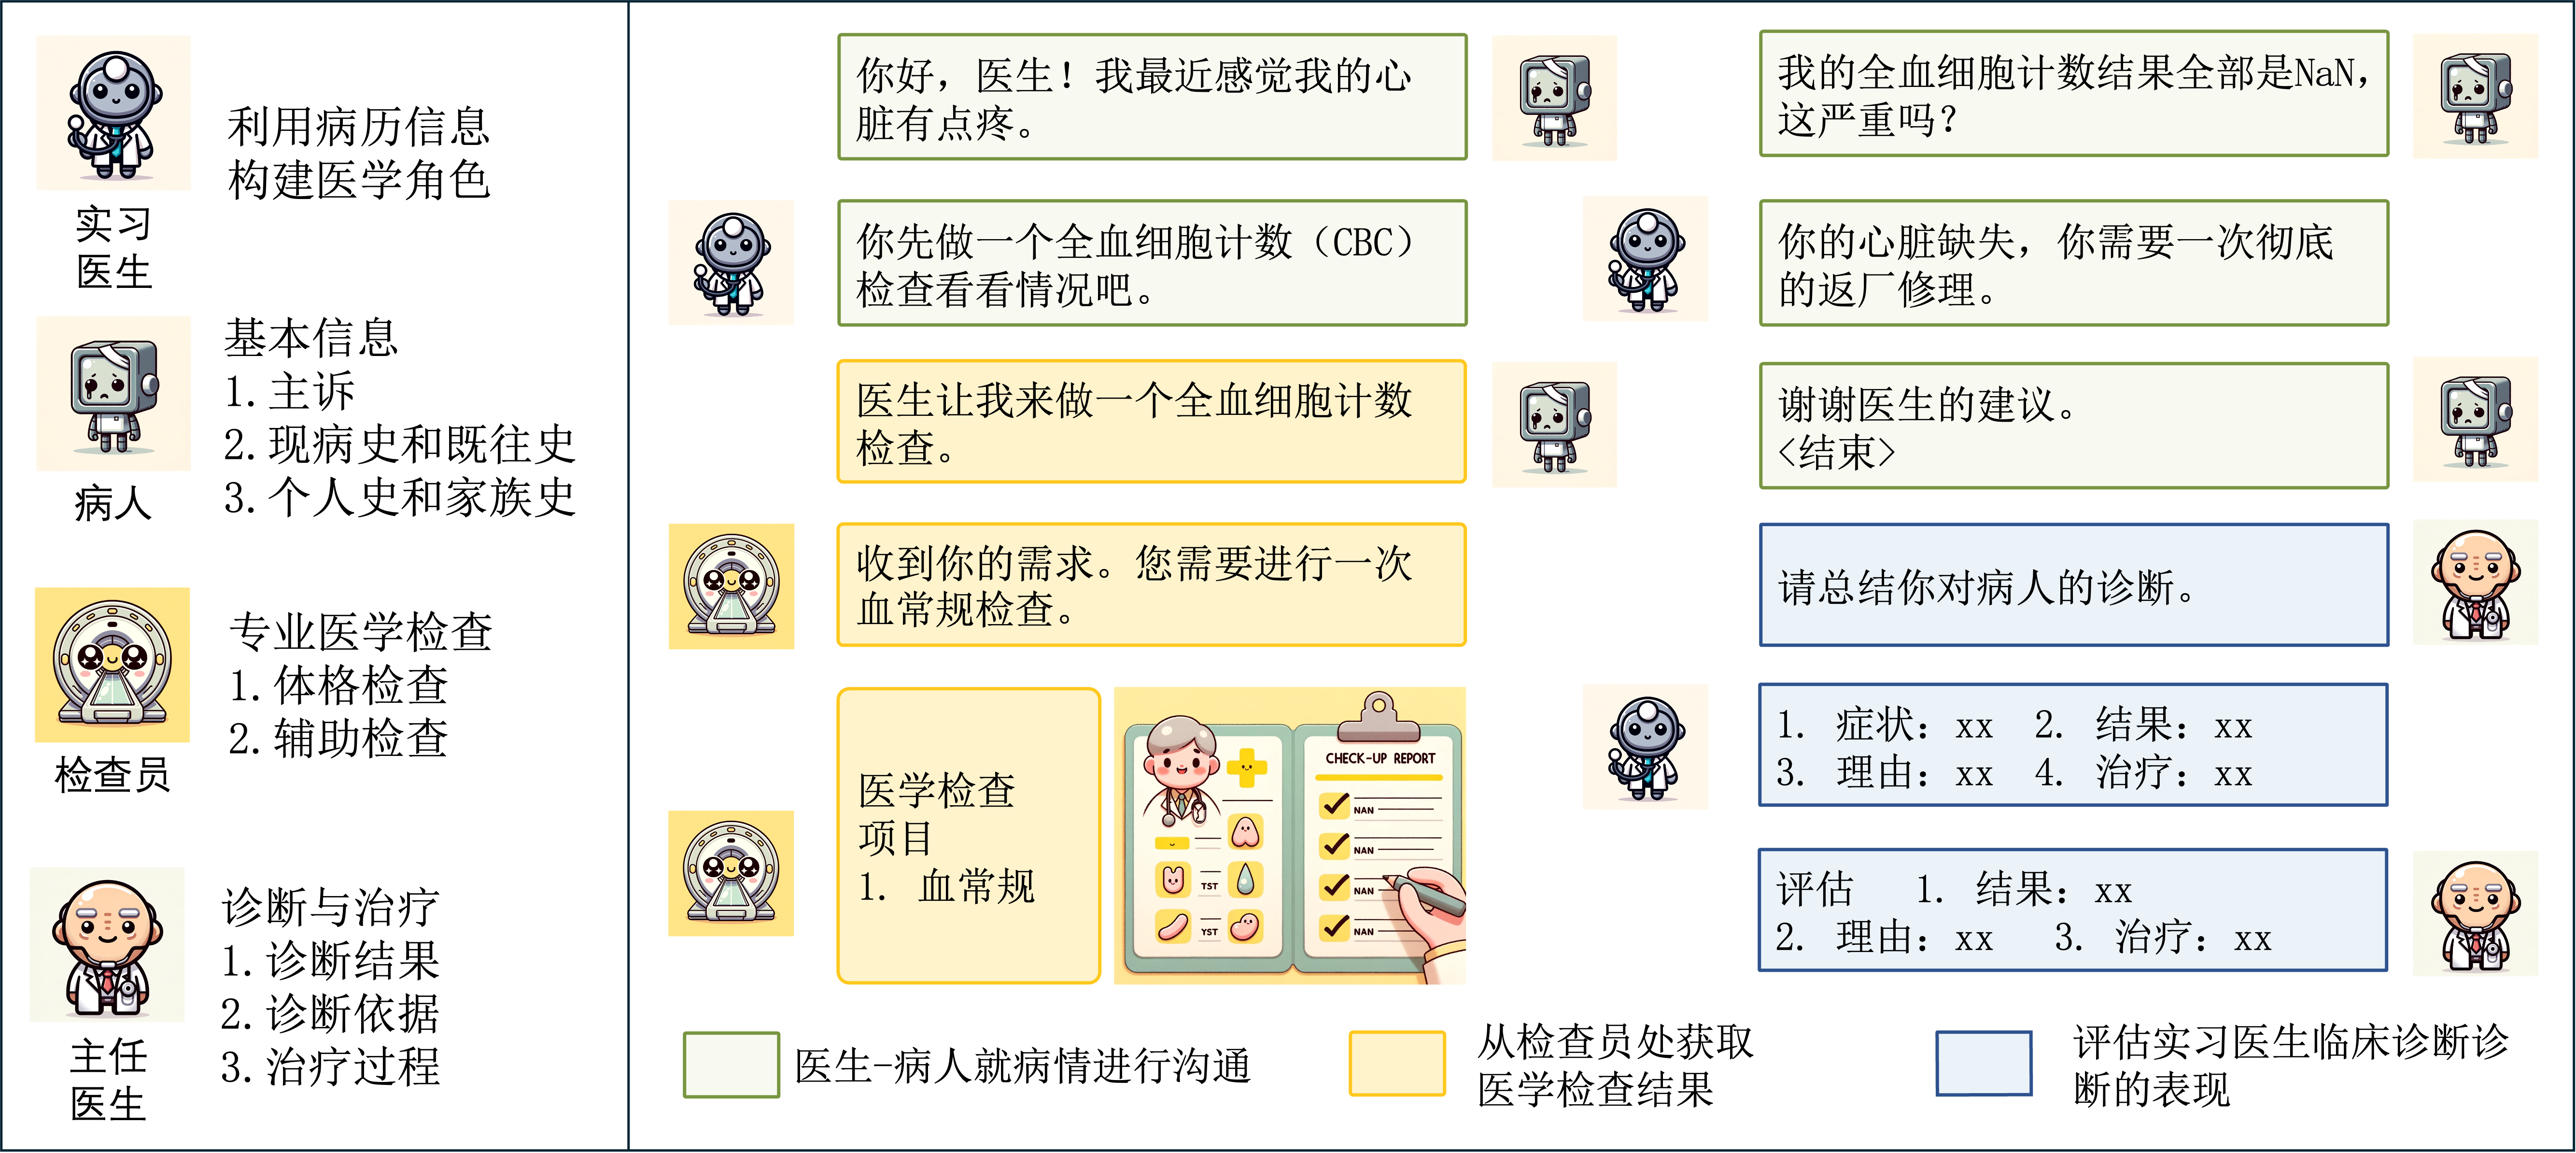 利用病历信息
构建医学角色
实习
医生
基本信息
1.主诉
2.现病史和既往史
3.个人史和家族史
病人
专业医学检查
1.体格检查
2.辅助检查
检查员
诊断与治疗
1.诊断结果
2.诊断依据
3.治疗过程
主任
医生
你好，医生！我最近感觉我的心
脏有点疼。
你先做一个全血细胞计数（CBC）
检查看看情况吧。
医生让我来做一个全血细胞计数
检查。
收到你的需求。您需要进行一次
血常规检查。
医学检查
项目
1. 血常规
CHECK-UP REPORT
NAN
NAN
NAN
NAN
TST
YST
我的全血细胞计数结果全部是NaN，
这严重吗？
你的心脏缺失，你需要一次彻底
的返厂修理。
谢谢医生的建议。
<结束>
请总结你对病人的诊断。
1. 症状：xx 2. 结果：xx
3. 理由：xx 4. 治疗：xx
评估 1. 结果：xx
2. 理由：xx 3. 治疗：xx
医生-病人就病情进行沟通
从检查员处获取
医学检查结果
评估实习医生临床诊断诊
断的表现